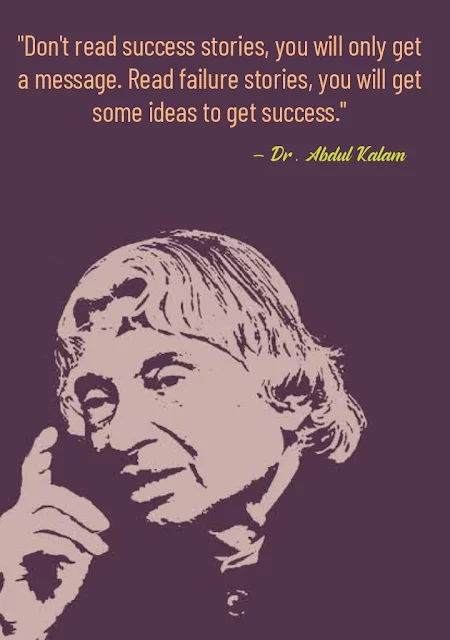 "Don't read success stories, you will only get
a message. Read failure stories, you will get
some ideas to get success."
– Dr. Abdul Kalam